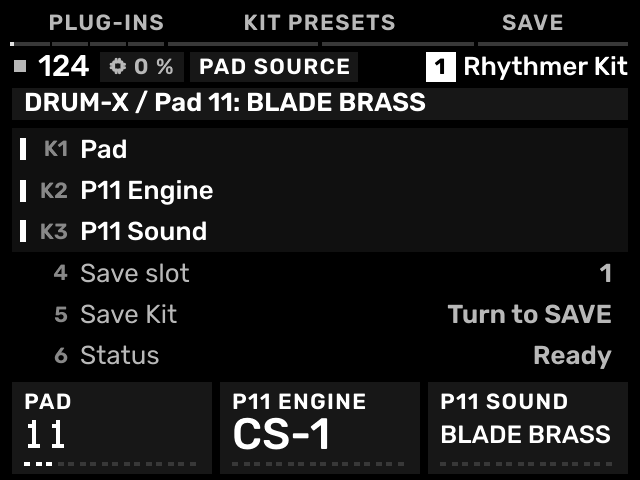 PLUG-INS KIT PRESETS SAVE
124 0 % PAD SOURCE 1 Rhythmer Kit
DRUM-X / Pad 11: BLADE BRASS
K1 Pad
K2 P11 Engine
K3 P11 Sound
4 Save slot 1
5 Save Kit Turn to SAVE
6 Status Ready
PAD P11 ENGINE P11 SOUND
11 CS-1 BLADE BRASS